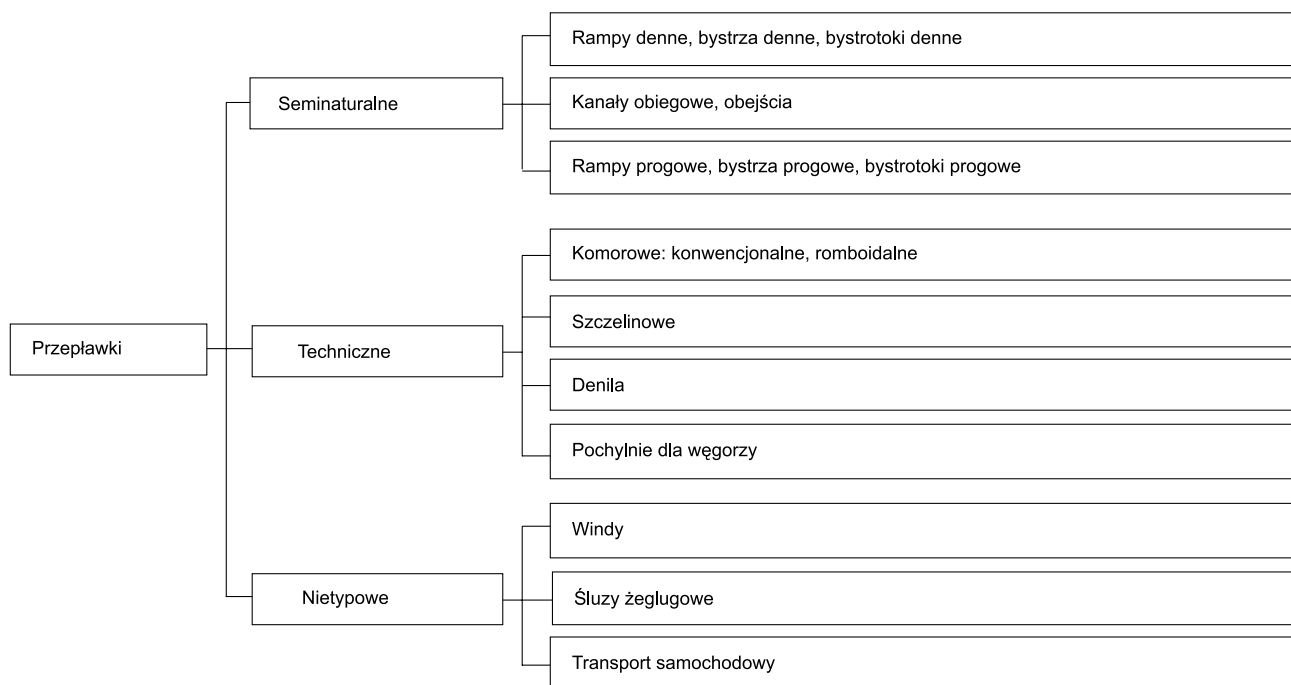 Przepławki
Seminaturalne
Rampy denne, bystrza denne, bystrotoki denne
Kanały obiegowe, obejścia
Rampy progowe, bystrza progowe, bystrotoki progowe
Techniczne
Komorowe: konwencjonalne, romboidalne
Szczelinowe
Denila
Pochylnie dla węgorzy
Nietypowe
Windy
Śluzy żeglugowe
Transport samochodowy